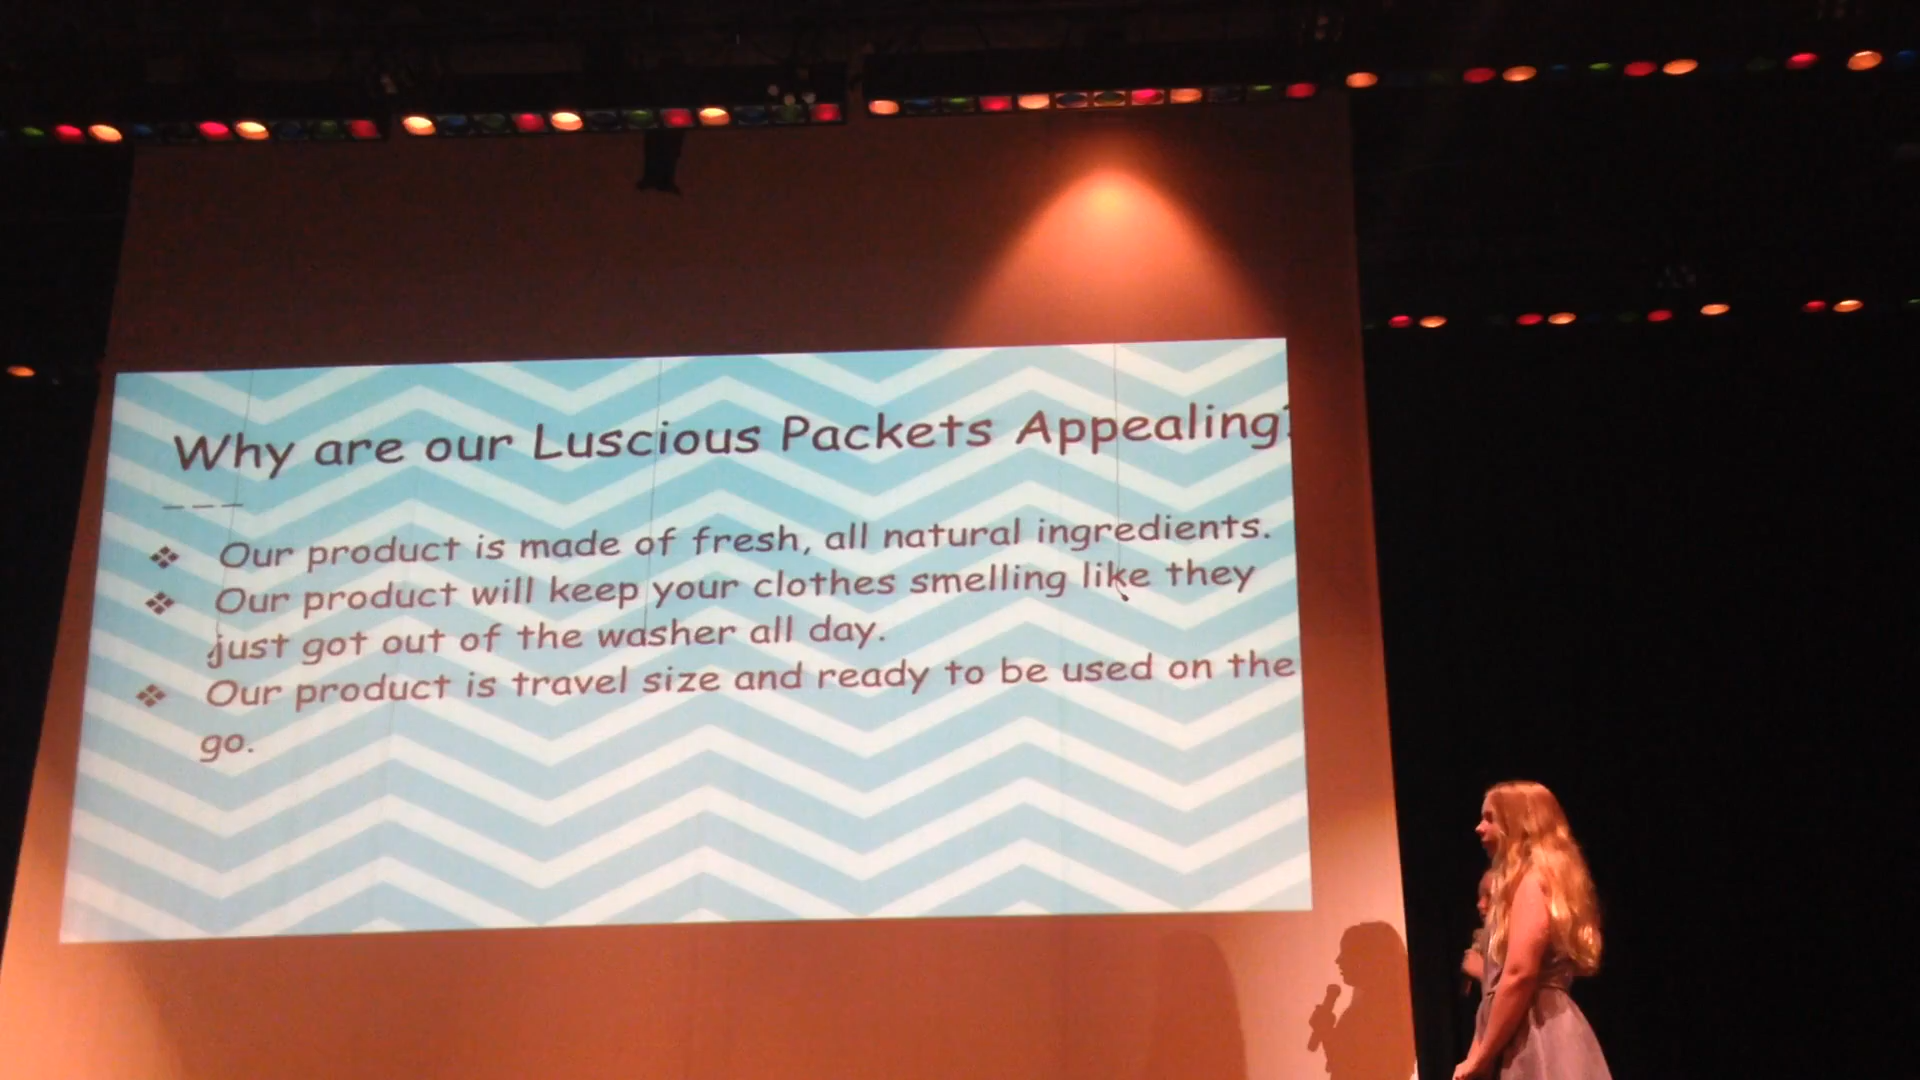 Why are our Luscious Packets Appealing?
❖ Our product is made of fresh, all natural ingredients.
❖ Our product will keep your clothes smelling like they
just got out of the washer all day.
❖ Our product is travel size and ready to be used on the
go.